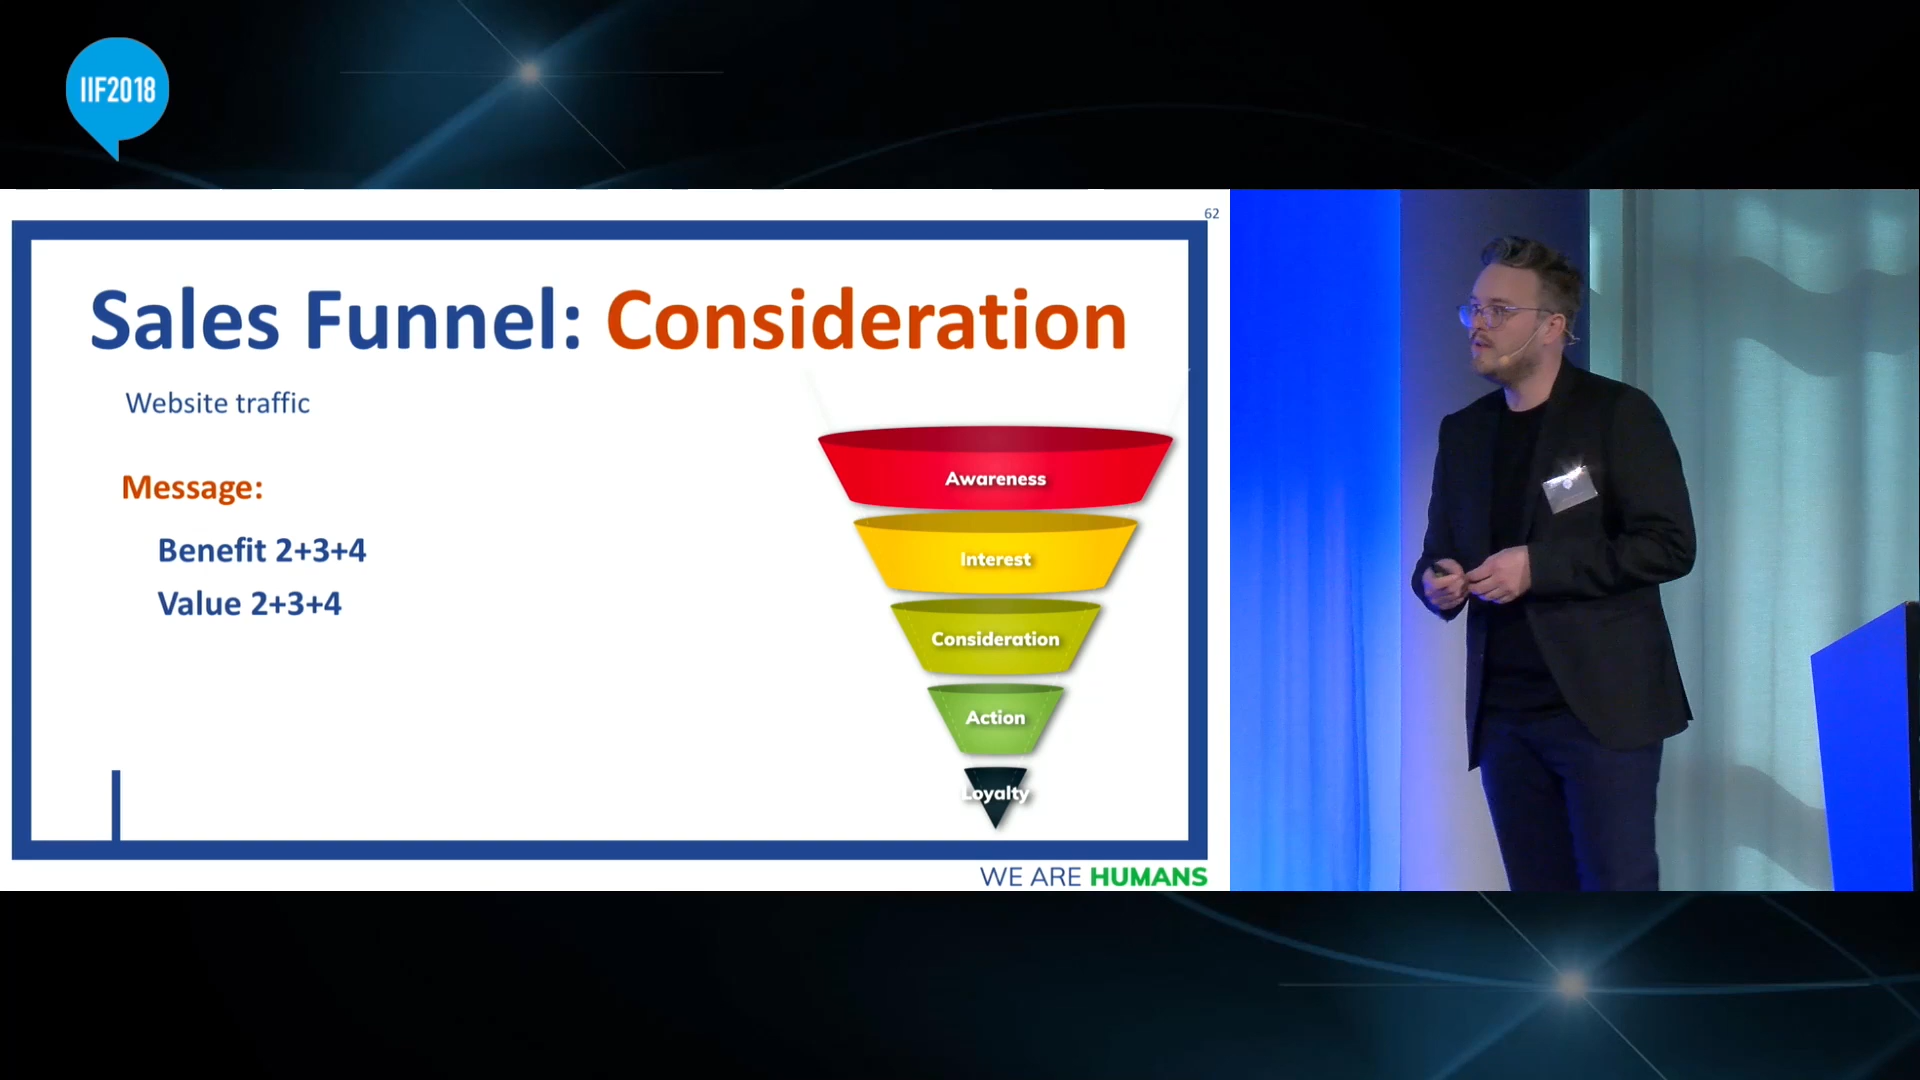 IIF2018
62
Sales Funnel: Consideration
Website traffic
Message:
Benefit 2+3+4
Value 2+3+4
Awareness
Interest
Consideration
Action
Loyalty
WE ARE HUMANS